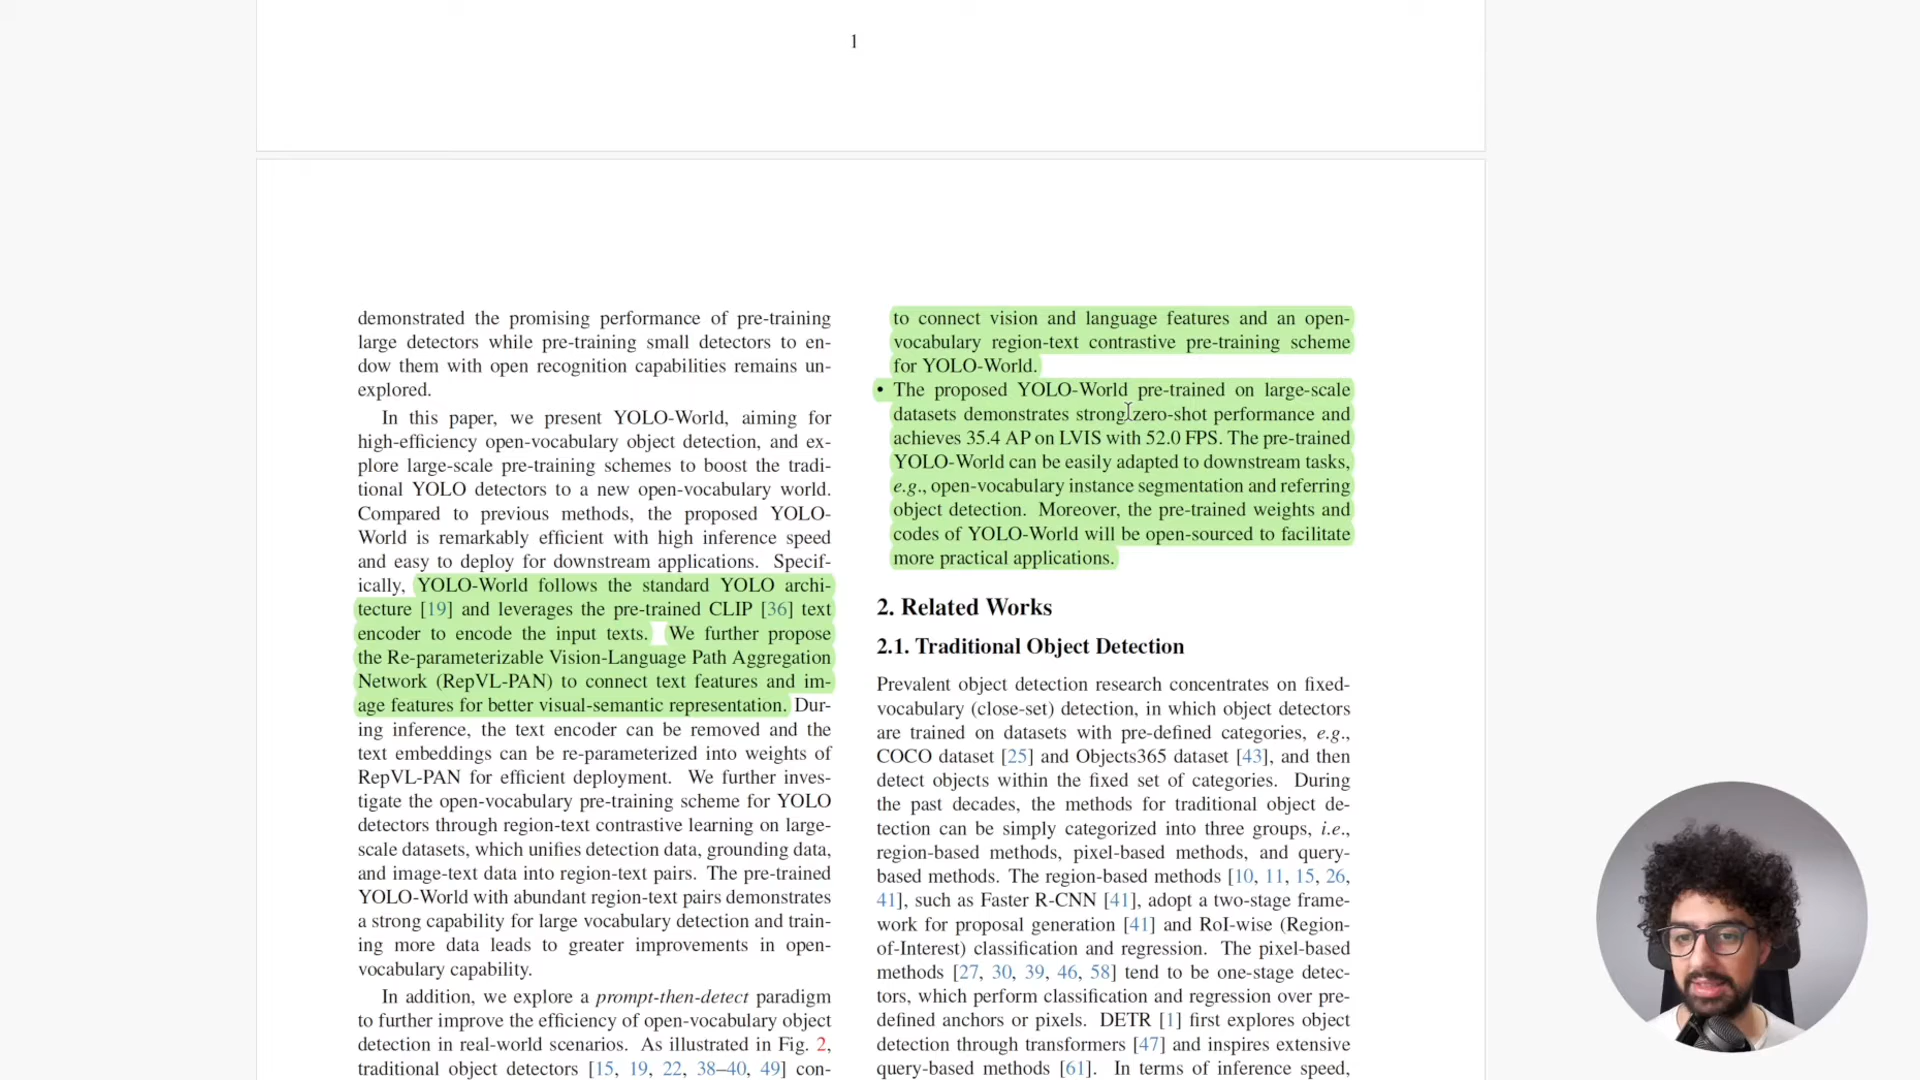 1
demonstrated the promising performance of pre-training
large detectors while pre-training small detectors to en-
dow them with open recognition capabilities remains un-
explored.
In this paper, we present YOLO-World, aiming for
high-efficiency open-vocabulary object detection, and ex-
plore large-scale pre-training schemes to boost the tradi-
tional YOLO detectors to a new open-vocabulary world.
Compared to previous methods, the proposed YOLO-
World is remarkably efficient with high inference speed
and easy to deploy for downstream applications. Specif-
ically, YOLO-World follows the standard YOLO archi-
tecture [19] and leverages the pre-trained CLIP [36] text
encoder to encode the input texts. We further propose
the Re-parameterizable Vision-Language Path Aggregation
Network (RepVL-PAN) to connect text features and im-
age features for better visual-semantic representation. Dur-
ing inference, the text encoder can be removed and the
text embeddings can be re-parameterized into weights of
RepVL-PAN for efficient deployment. We further inves-
tigate the open-vocabulary pre-training scheme for YOLO
detectors through region-text contrastive learning on large-
scale datasets, which unifies detection data, grounding data,
and image-text data into region-text pairs. The pre-trained
YOLO-World with abundant region-text pairs demonstrates
a strong capability for large vocabulary detection and train-
ing more data leads to greater improvements in open-
vocabulary capability.
In addition, we explore a prompt-then-detect paradigm
to further improve the efficiency of open-vocabulary object
detection in real-world scenarios. As illustrated in Fig. 2,
traditional object detectors [15, 19, 22, 38–40, 49] con-
to connect vision and language features and an open-
vocabulary region-text contrastive pre-training scheme
for YOLO-World.
• The proposed YOLO-World pre-trained on large-scale
datasets demonstrates strong zero-shot performance and
achieves 35.4 AP on LVIS with 52.0 FPS. The pre-trained
YOLO-World can be easily adapted to downstream tasks,
e.g., open-vocabulary instance segmentation and referring
object detection. Moreover, the pre-trained weights and
codes of YOLO-World will be open-sourced to facilitate
more practical applications.
2. Related Works
2.1. Traditional Object Detection
Prevalent object detection research concentrates on fixed-
vocabulary (close-set) detection, in which object detectors
are trained on datasets with pre-defined categories, e.g.,
COCO dataset [25] and Objects365 dataset [43], and then
detect objects within the fixed set of categories. During
the past decades, the methods for traditional object de-
tection can be simply categorized into three groups, i.e.,
region-based methods, pixel-based methods, and query-
based methods. The region-based methods [10, 11, 15, 26,
41], such as Faster R-CNN [41], adopt a two-stage frame-
work for proposal generation [41] and RoI-wise (Region-
of-Interest) classification and regression. The pixel-based
methods [27, 30, 39, 46, 58] tend to be one-stage detec-
tors, which perform classification and regression over pre-
defined anchors or pixels. DETR [1] first explores object
detection through transformers [47] and inspires extensive
query-based methods [61]. In terms of inference speed,